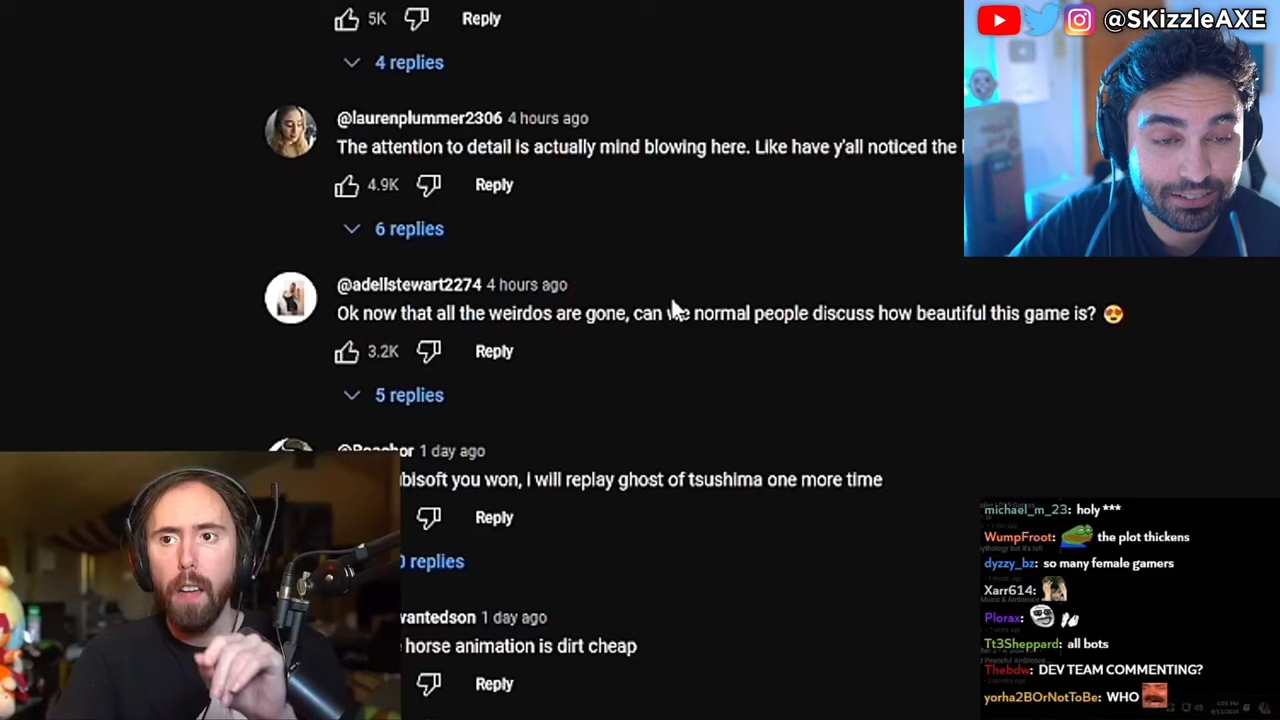 @SKizzleAXE
5K Reply
4 replies
@laurenplummer2306 4 hours ago
The attention to detail is actually mind blowing here. Like have y'all noticed the
4.9K Reply
6 replies
@adellstewart2274 4 hours ago
Ok now that all the weirdos are gone, can we normal people discuss how beautiful this game is? 😍
3.2K Reply
5 replies
1 day ago
you won, I will replay ghost of tsushima one more time
Reply
replies
1 day ago
horse animation is dirt cheap
Reply
michael_m_23: holy ***
WumpFroot: the plot thickens
dyzzy_bz: so many female gamers
Xarr614:
Plorax:
Tt3Sheppard: all bots
Thebdw: DEV TEAM COMMENTING?
yorha2BOrNotToBe: WHO